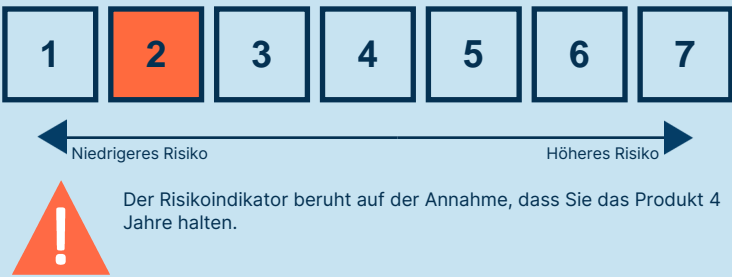 1 2 3 4 5 6 7
Niedrigeres Risiko Höheres Risiko
Der Risikoindikator beruht auf der Annahme, dass Sie das Produkt 4
Jahre halten.
!